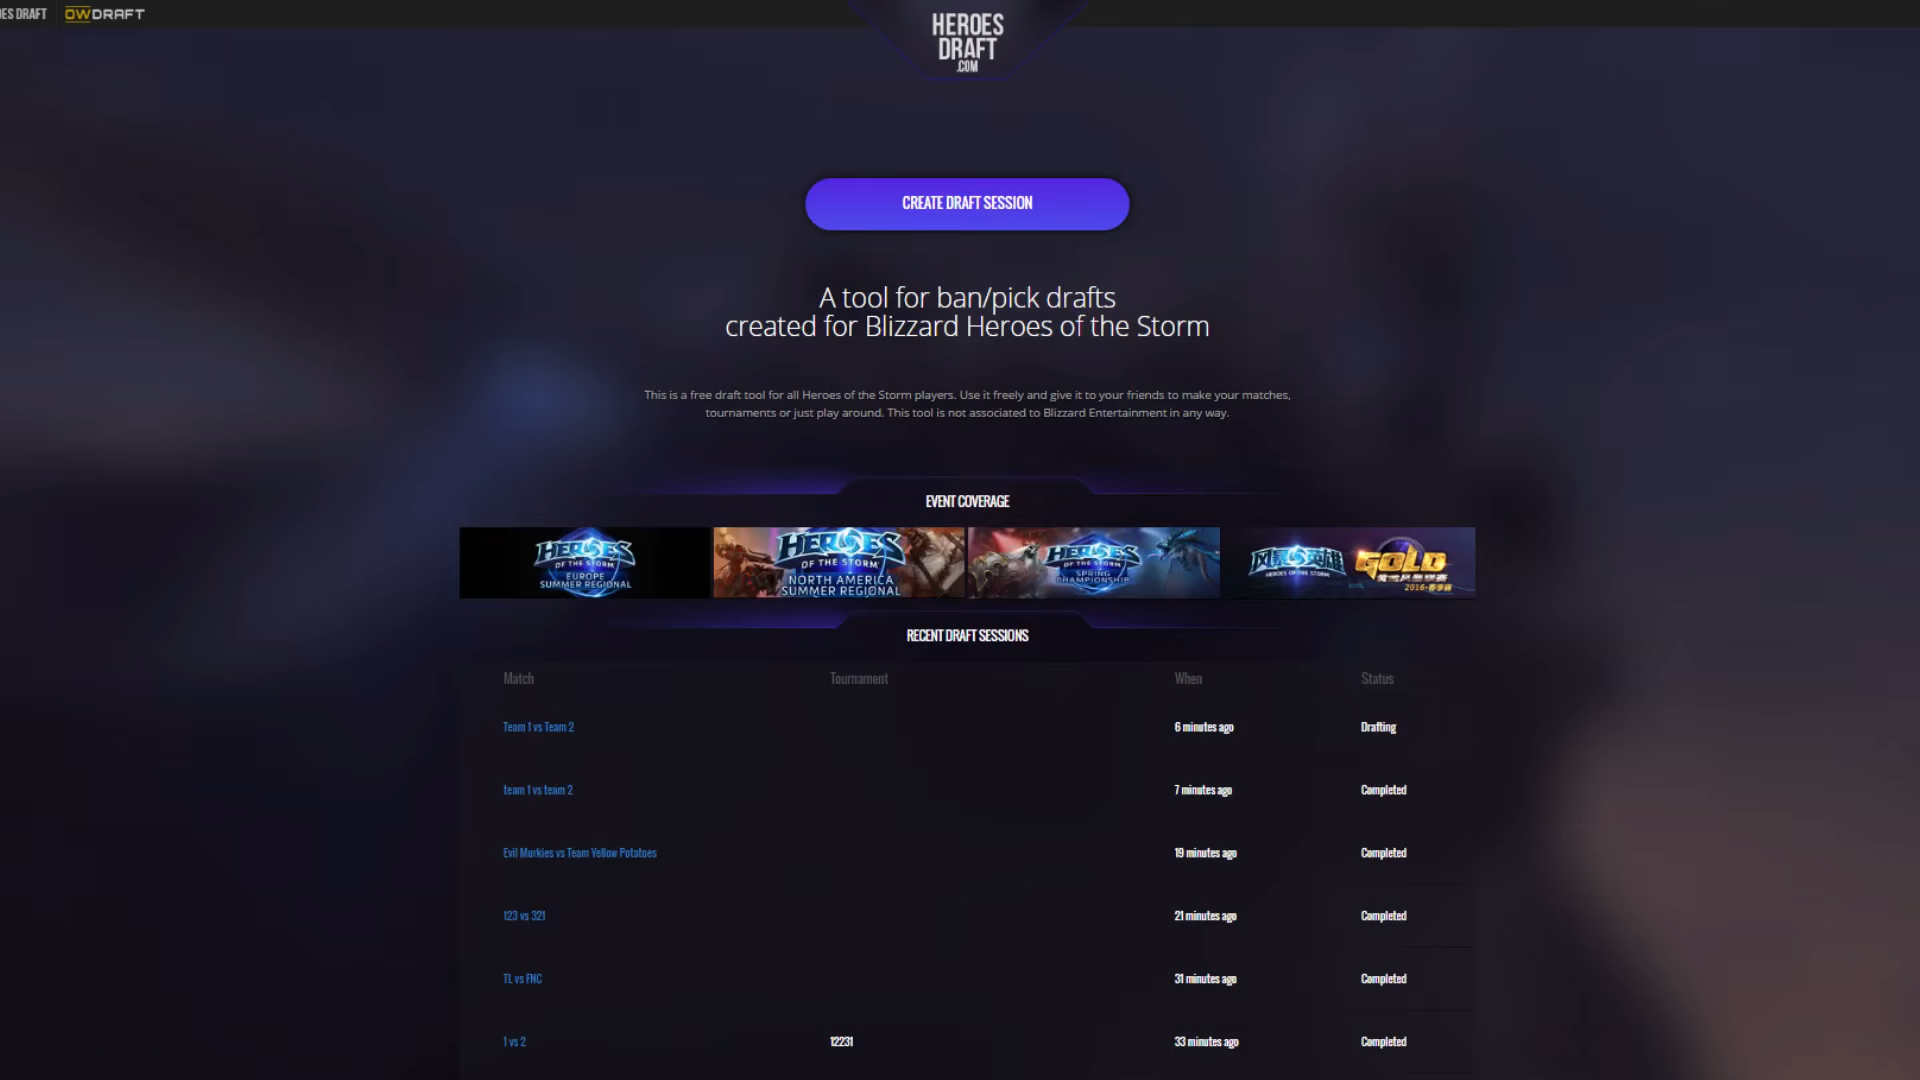 ES DRAFT
OWDRAFT
HEROES
DRAFT
.COM
CREATE DRAFT SESSION
A tool for ban/pick drafts
created for Blizzard Heroes of the Storm
This is a free draft tool for all Heroes of the Storm players. Use it freely and give it to your friends to make your matches,
tournaments or just play around. This tool is not associated to Blizzard Entertainment in any way.
EVENT COVERAGE
HEROES
OF THE STORM
EUROPE
SUMMER REGIONAL
HEROES
OF THE STORM
NORTH AMERICA
SUMMER REGIONAL
HEROES
OF THE STORM
SPRING
CHAMPIONSHIP
HEROES OF THE STORM
GOLD
RECENT DRAFT SESSIONS
Match Tournament When Status
Team 1 vs Team 2 6 minutes ago Drafting
team 1 vs team 2 7 minutes ago Completed
Evil Murkies vs Team Yellow Potatoes 19 minutes ago Completed
123 vs 321 21 minutes ago Completed
TL vs FNC 31 minutes ago Completed
1 vs 2 12231 33 minutes ago Completed